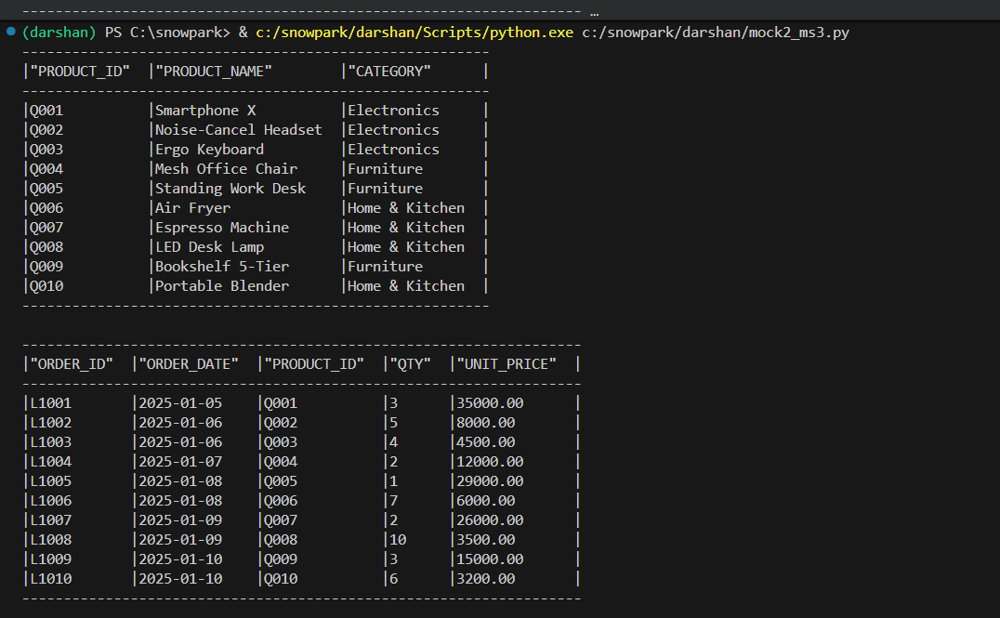 ------------------------------------------------------------------- …
(darshan) PS C:\snowpark> & c:/snowpark/darshan/Scripts/python.exe c:/snowpark/darshan/mock2_ms3.py
--------------------------------------------------------
|"PRODUCT_ID"  |"PRODUCT_NAME"        |"CATEGORY"      |
--------------------------------------------------------
|Q001          |Smartphone X          |Electronics     |
|Q002          |Noise-Cancel Headset  |Electronics     |
|Q003          |Ergo Keyboard         |Electronics     |
|Q004          |Mesh Office Chair     |Furniture       |
|Q005          |Standing Work Desk    |Furniture       |
|Q006          |Air Fryer             |Home & Kitchen  |
|Q007          |Espresso Machine      |Home & Kitchen  |
|Q008          |LED Desk Lamp         |Home & Kitchen  |
|Q009          |Bookshelf 5-Tier      |Furniture       |
|Q010          |Portable Blender      |Home & Kitchen  |
--------------------------------------------------------
-------------------------------------------------------------------
|"ORDER_ID"  |"ORDER_DATE"  |"PRODUCT_ID"  |"QTY"  |"UNIT_PRICE"  |
-------------------------------------------------------------------
|L1001       |2025-01-05    |Q001          |3      |35000.00      |
|L1002       |2025-01-06    |Q002          |5      |8000.00       |
|L1003       |2025-01-06    |Q003          |4      |4500.00       |
|L1004       |2025-01-07    |Q004          |2      |12000.00      |
|L1005       |2025-01-08    |Q005          |1      |29000.00      |
|L1006       |2025-01-08    |Q006          |7      |6000.00       |
|L1007       |2025-01-09    |Q007          |2      |26000.00      |
|L1008       |2025-01-09    |Q008          |10     |3500.00       |
|L1009       |2025-01-10    |Q009          |3      |15000.00      |
|L1010       |2025-01-10    |Q010          |6      |3200.00       |
-------------------------------------------------------------------